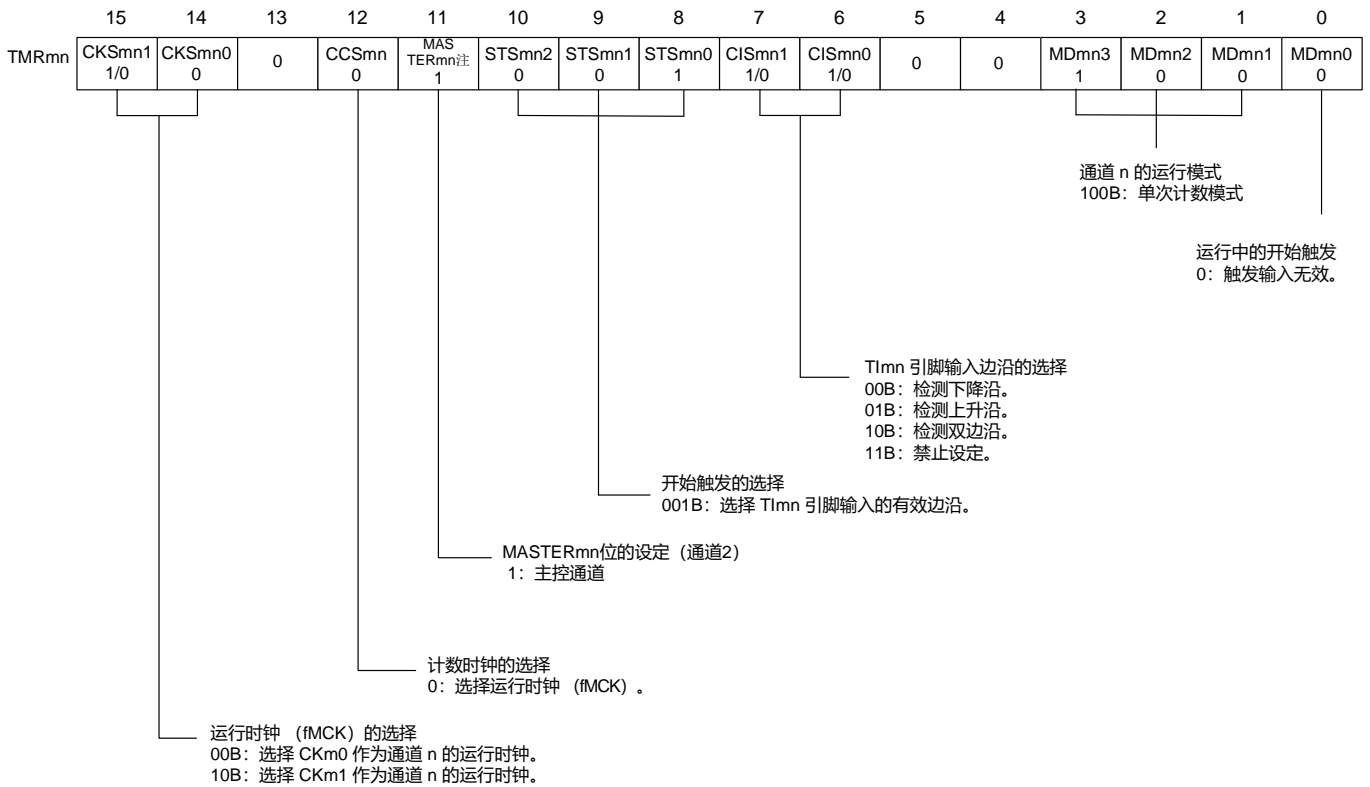 15 14 13 12 11 10 9 8 7 6 5 4 3 2 1 0
TMRmn CKSmn1 CKSmn0 0 CCSmn MAS TERmn注 STSmn2 STSmn1 STSmn0 CISmn1 CISmn0 0 0 MDmn3 MDmn2 MDmn1 MDmn0
1/0 0 0 1 0 0 1 1/0 1/0 1 0 0 0
通道 n 的运行模式
100B：单次计数模式
运行中的开始触发
0：触发输入无效。
TImn 引脚输入边沿的选择
00B：检测下降沿。
01B：检测上升沿。
10B：检测双边沿。
11B：禁止设定。
开始触发的选择
001B：选择 TImn 引脚输入的有效边沿。
MASTERmn位的设定（通道2）
1：主控通道
计数时钟的选择
0：选择运行时钟 （fMCK）。
运行时钟 （fMCK）的选择
00B：选择 CKm0 作为通道 n 的运行时钟。
10B：选择 CKm1 作为通道 n 的运行时钟。